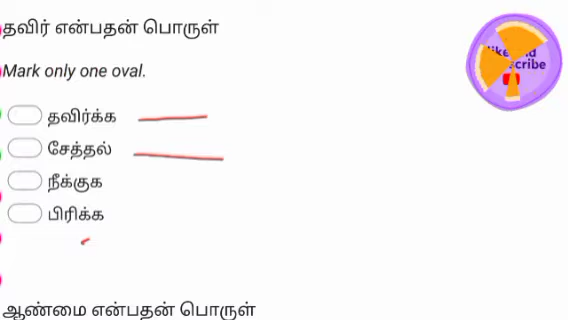 தவிர் என்பதன் பொருள்
Mark only one oval.
தவிர்க்க
சேத்தல்
நீக்குக
பிரிக்க
ஆண்மை என்பதன் பொருள்